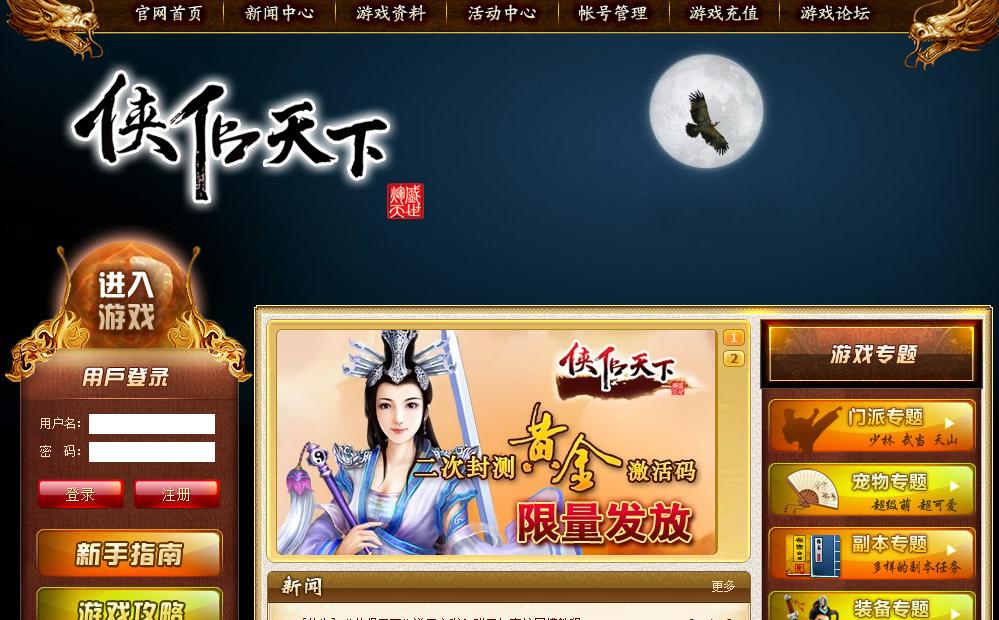 官网首页 新闻中心 游戏资料 活动中心 帐号管理 游戏充值 游戏论坛
侠侣天下
盛世
辉天
进入
游戏
用户登录
用户名:
密 码:
登录 注册
新手指南
游戏攻略
侠侣天下
二次封测黄金激活码
限量发放
1
2
新闻 更多
游戏专题
门派专题
少林 武当 天山
宠物专题
超级萌 超可爱
副本专题
多样的副本任务
装备专题